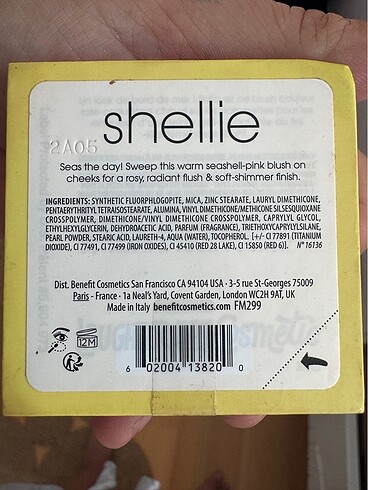 shellie
2A05
Seas the day! Sweep this warm seashell-pink blush on
cheeks for a rosy, radiant flush & soft-shimmer finish.
INGREDIENTS: SYNTHETIC FLUORPHLOGOPITE, MICA, ZINC STEARATE, LAURYL DIMETHICONE,
PENTAERYTHRITYL TETRAISOSTEARATE, ALUMINA, VINYL DIMETHICONE/METHICONE SILSESQUIOXANE
CROSSPOLYMER, DIMETHICONE/VINYL DIMETHICONE CROSSPOLYMER, CAPRYLYL GLYCOL,
ETHYLHEXYLGLYCERIN, DEHYDROACETIC ACID, PARFUM (FRAGRANCE), TRIETHOXYCAPRYLYLSILANE,
PEARL POWDER, STEARIC ACID, LAURETH-4, AQUA (WATER), TOCOPHEROL. [+/- CI 77891 (TITANIUM
DIOXIDE), CI 77491, CI 77499 (IRON OXIDES), CI 45410 (RED 28 LAKE), CI 15850 (RED 6)]. N° 16136
Dist. Benefit Cosmetics San Francisco CA 94104 USA · 3-5 rue St-Georges 75009
Paris - France · 1a Neal's Yard, Covent Garden, London WC2H 9AT, UK
Made in Italy benefitcosmetics.com FM299
12M
6 02004 13820 0